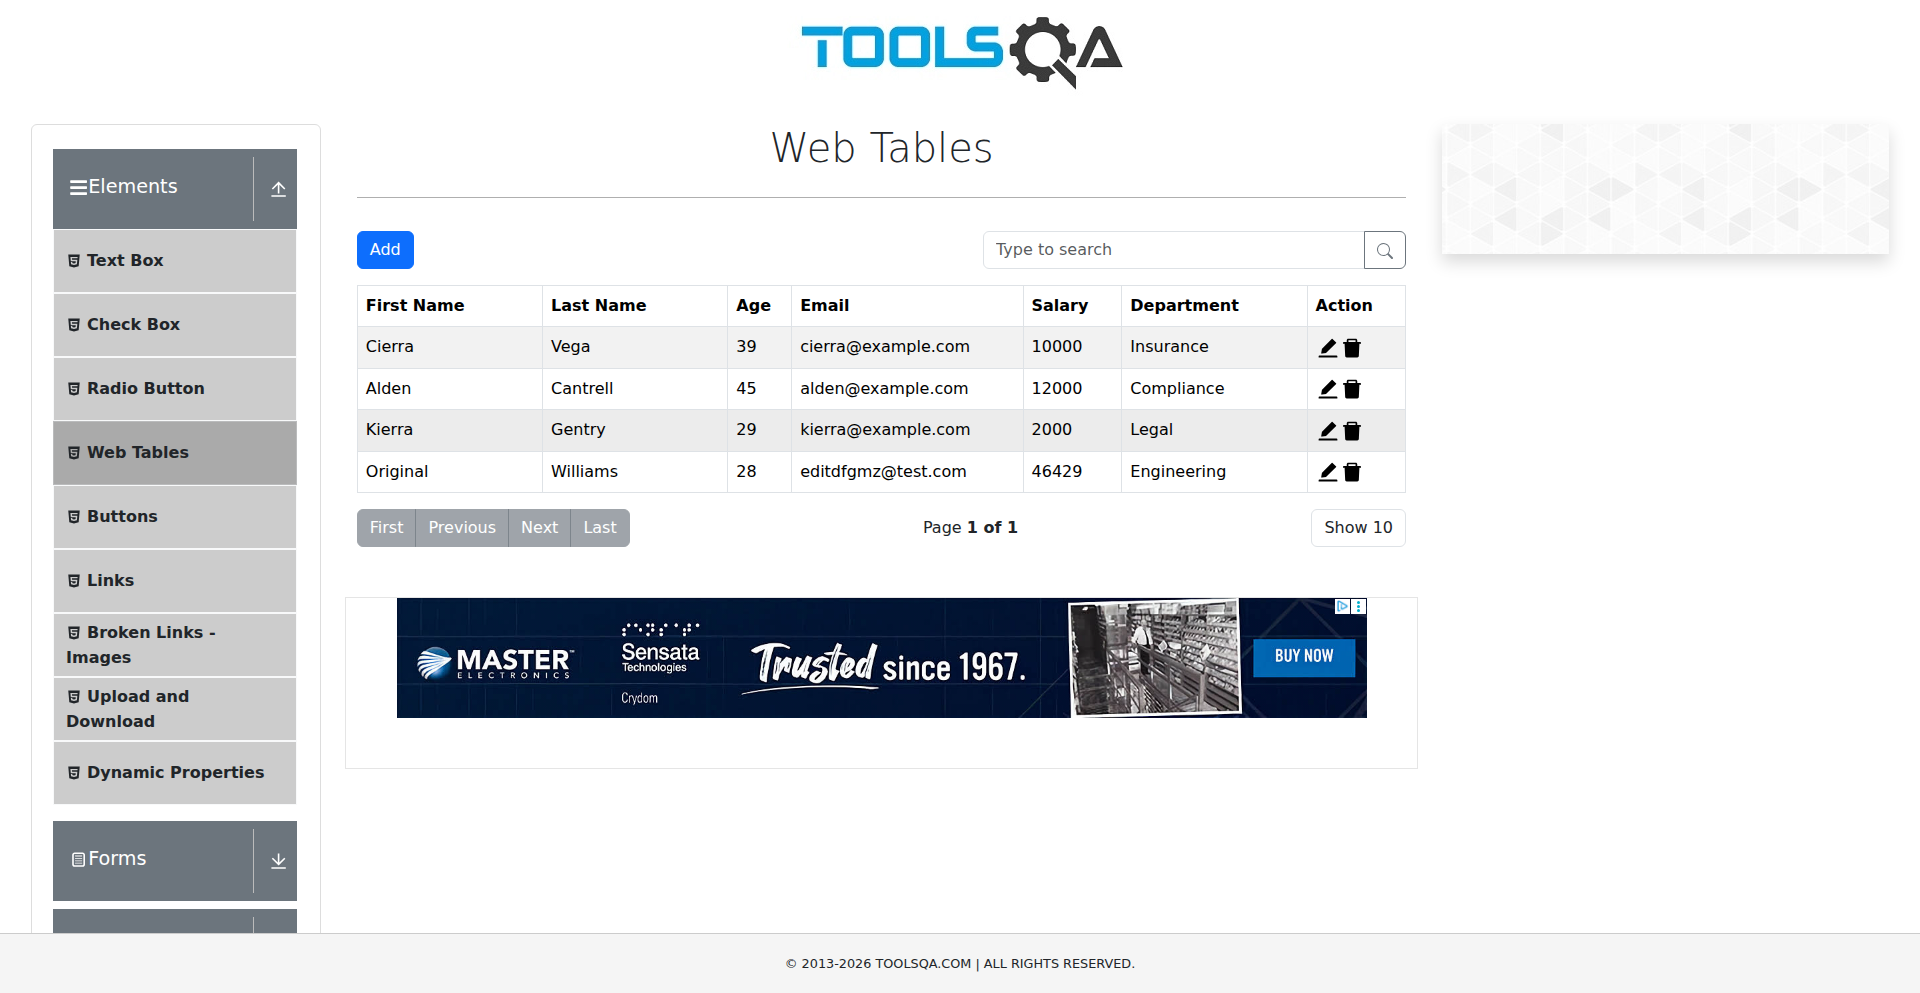 TOOLSQA
Web Tables
Elements
Text Box
Check Box
Radio Button
Web Tables
Buttons
Links
Broken Links -
Images
Upload and
Download
Dynamic Properties
Forms
Add
Type to search
First Name Last Name Age Email Salary Department Action
Cierra Vega 39 cierra@example.com 10000 Insurance
Alden Cantrell 45 alden@example.com 12000 Compliance
Kierra Gentry 29 kierra@example.com 2000 Legal
Original Williams 28 editdfgmz@test.com 46429 Engineering
First Previous Next Last
Page 1 of 1
Show 10
MASTER™
ELECTRONICS
Sensata
Technologies
Crydom
Trusted since 1967.
BUY NOW
© 2013-2026 TOOLSQA.COM | ALL RIGHTS RESERVED.